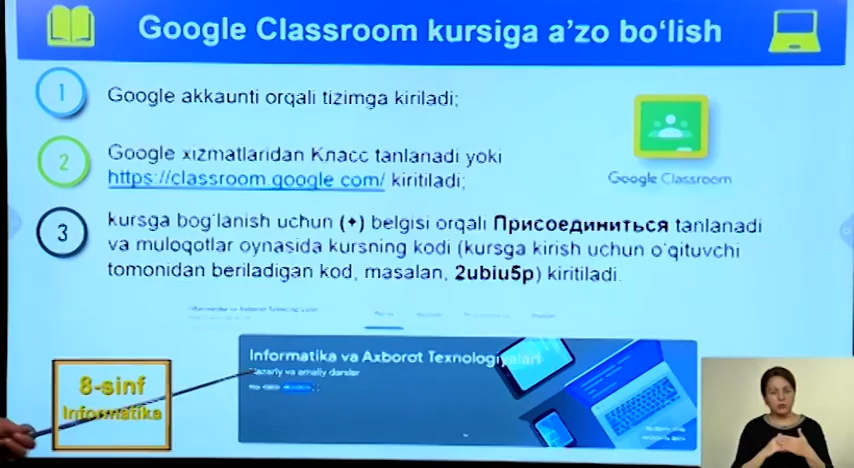 Google Classroom kursiga a'zo bo'lish
1 Google akkaunti orqali tizimga kiriladi;
2 Google xizmatlaridan Класс tanlanadi yoki
https://classroom.google.com/ kiritiladi;
Google Classroom
3 kursga bog'lanish uchun (+) belgisi orqali Присоединиться tanlanadi
va muloqotlar oynasida kursning kodi (kursga kirish uchun o'qituvchi
tomonidan beriladigan kod, masalan, 2ubiu5p) kiritiladi.
Informatika va Axborot Texnologiyalari
Nazariy va amaliy darslar
8-sinf
Informatika